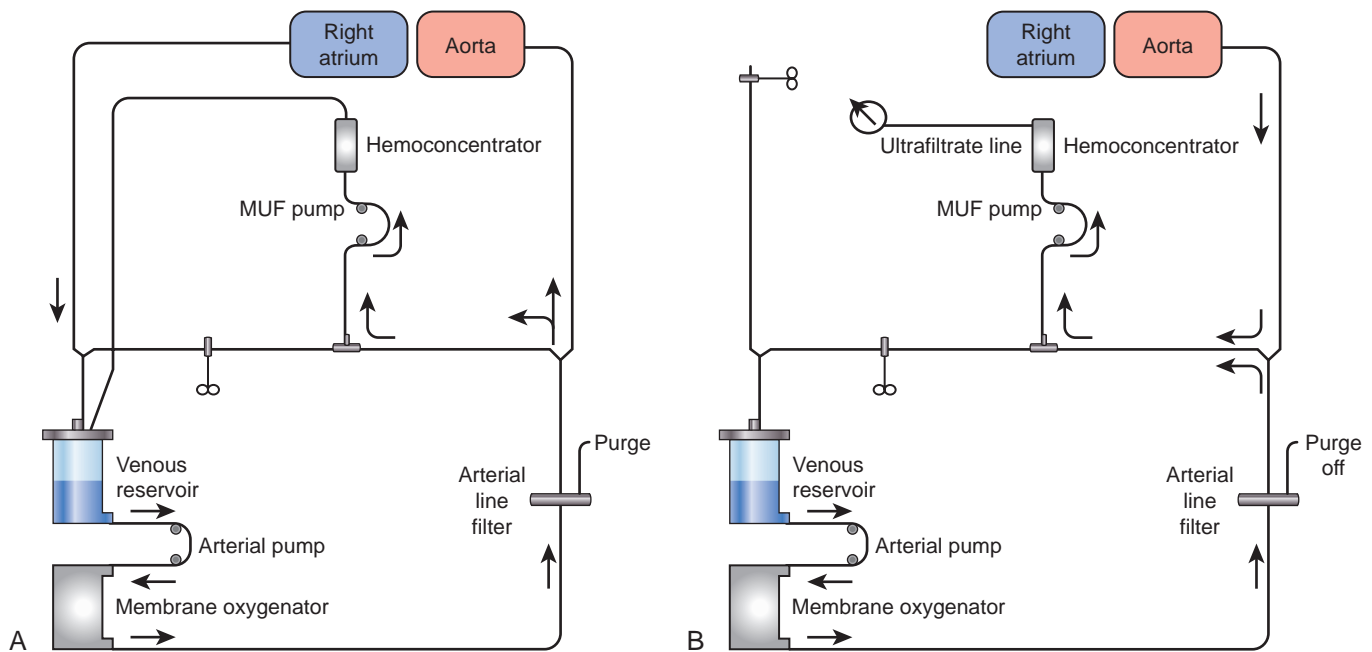 Right
atrium
Aorta
Hemoconcentrator
MUF pump
Purge
Venous
reservoir
Arterial
line
filter
Arterial pump
Membrane oxygenator
A
Right
atrium
Aorta
Ultrafiltrate line
Hemoconcentrator
MUF pump
Purge
off
Venous
reservoir
Arterial
line
filter
Arterial pump
Membrane oxygenator
B